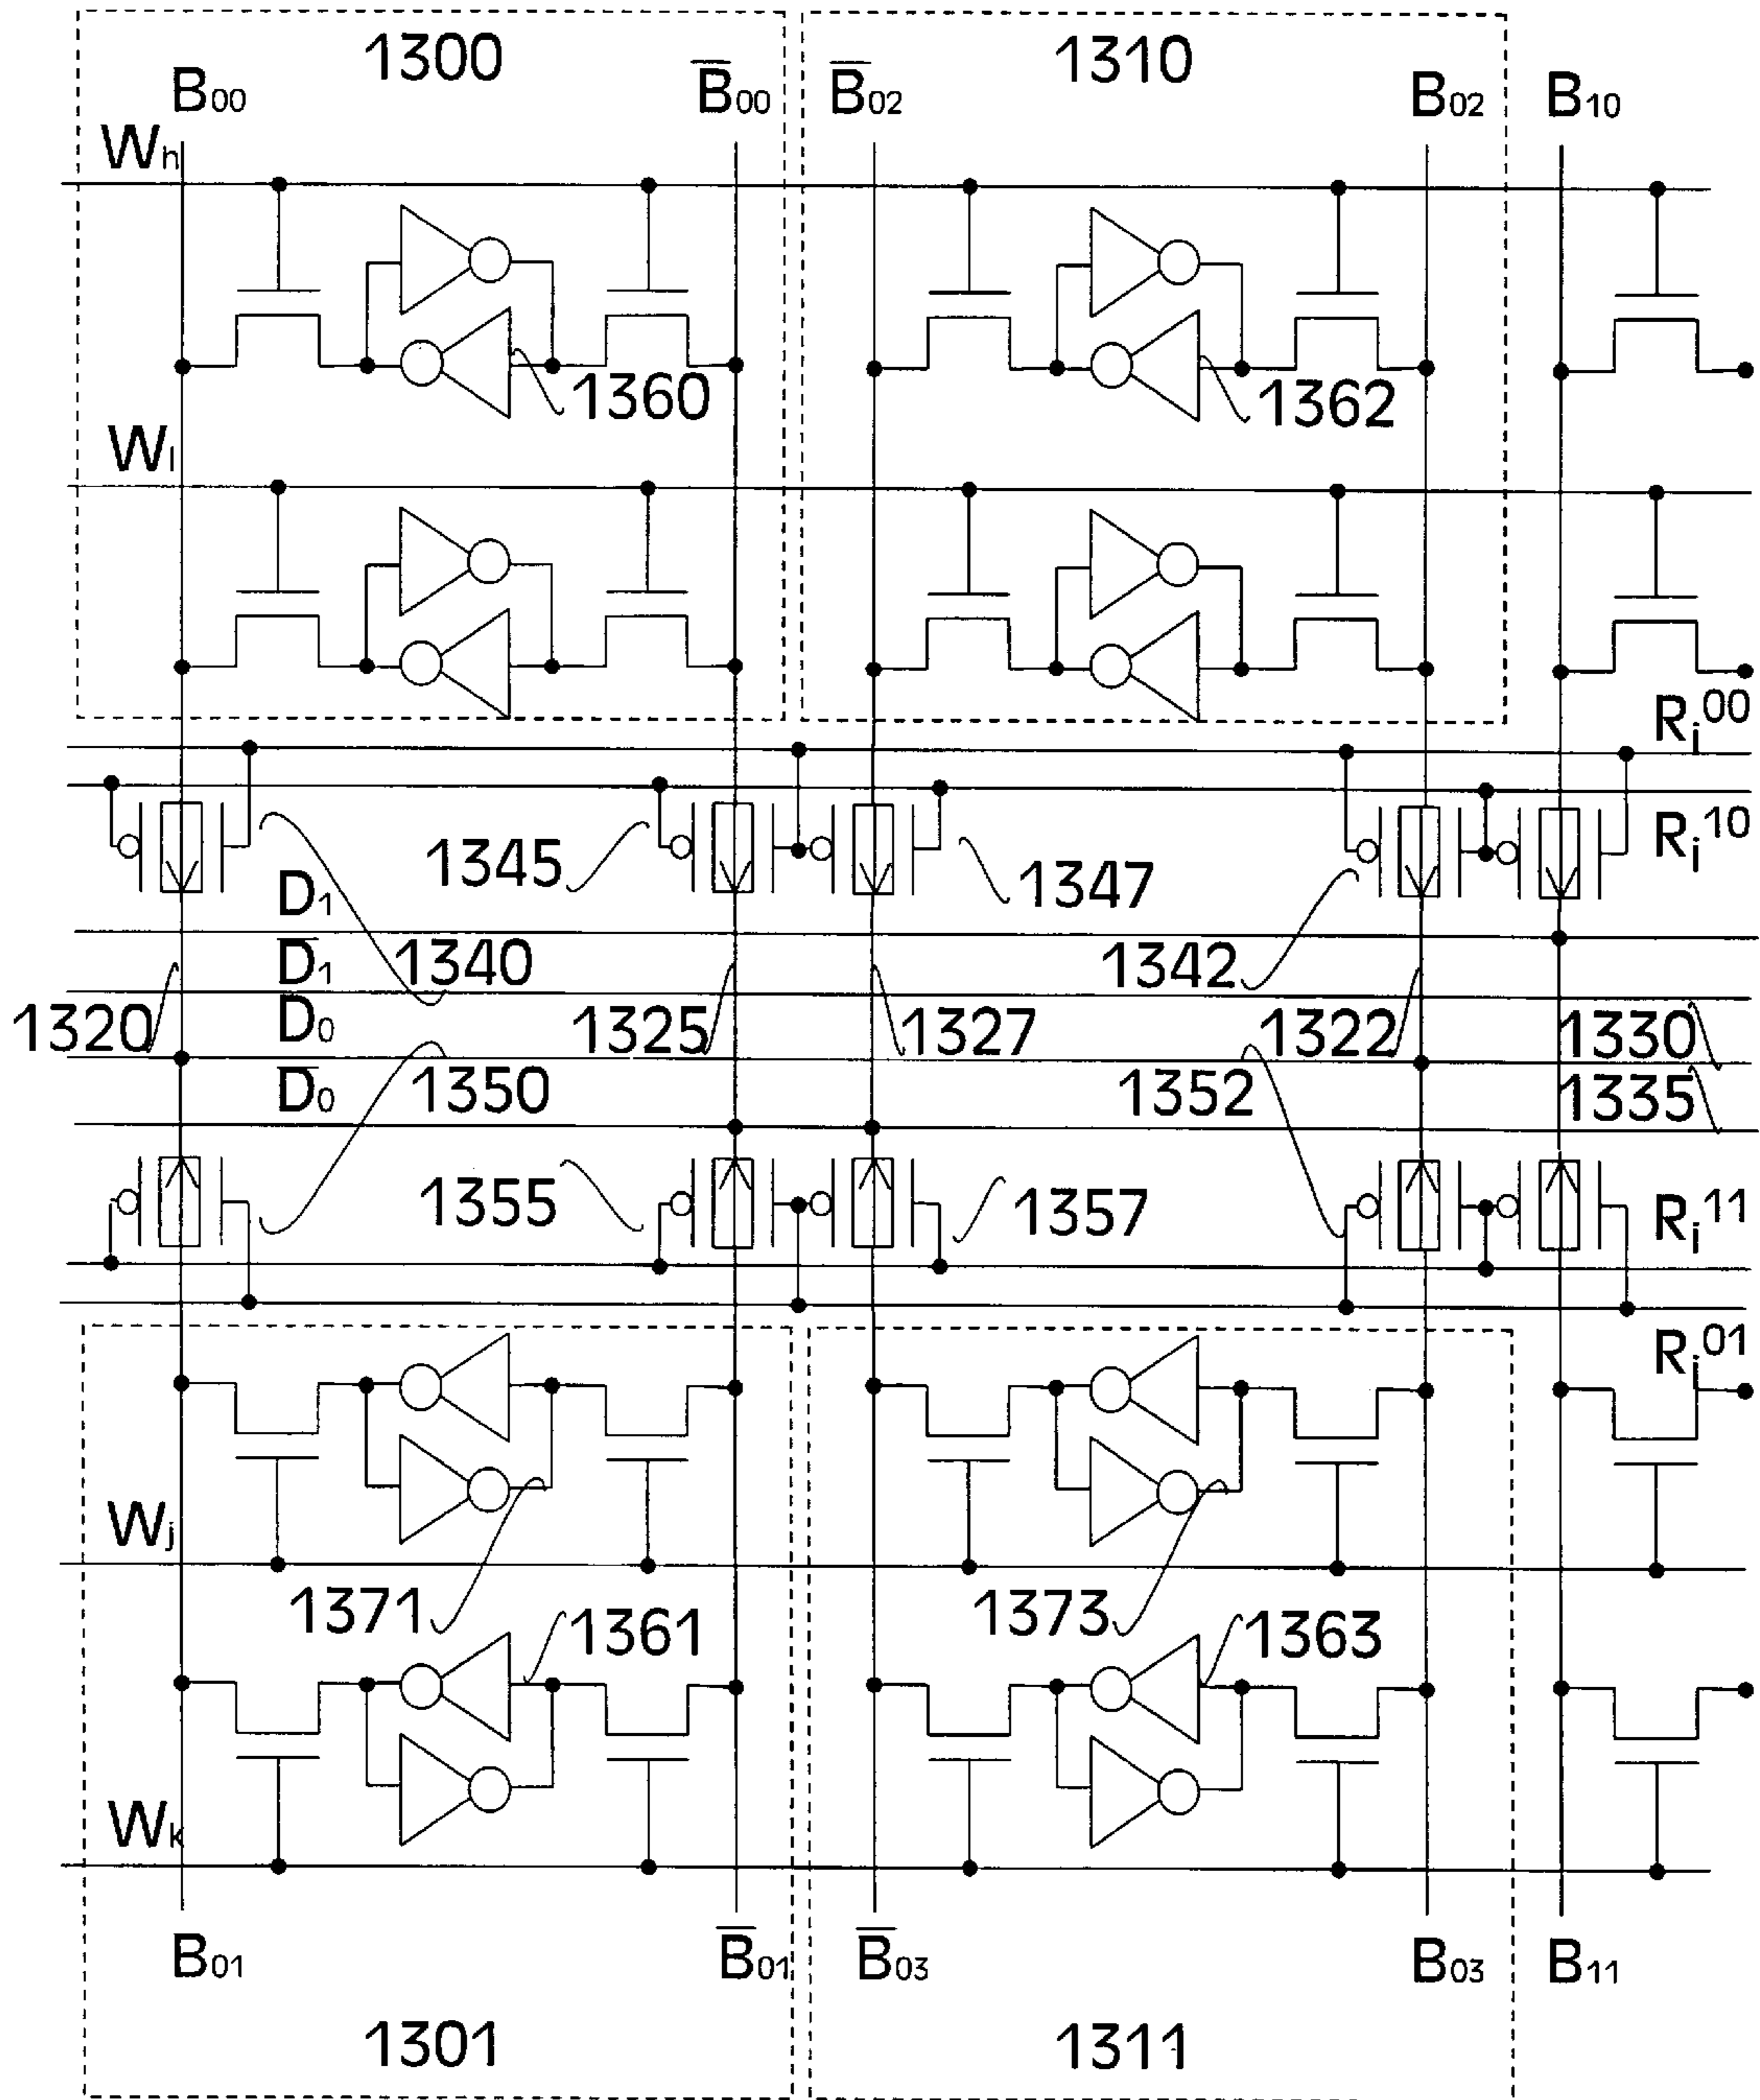 1300 1310
B00 B̅00 B̅02 B02 B10
Wh
1360 1362
Wl
Ri00
1345 1347 Ri10
D1
D̅1 1340 1342
1320 D0 1325 1327 1322 1330
D̅0 1350 1352 1335
1355 1357 Ri11
Ri01
Wj
1371 1361 1373 1363
Wk
B01 B̅01 B̅03 B03 B11
1301 1311